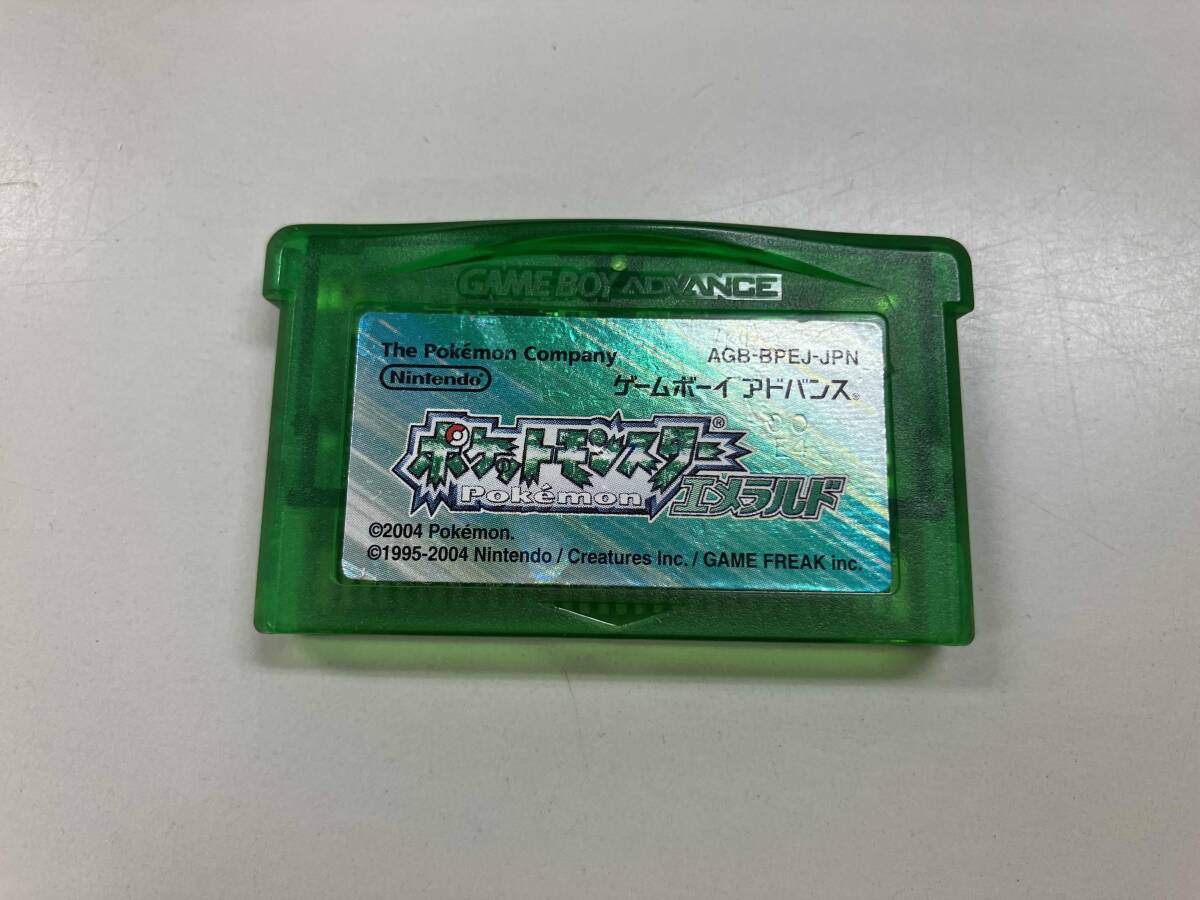 GAME BOY ADVANCE
The Pokémon Company
AGB-BPEJ-JPN
Nintendo
ゲームボーイ アドバンス®
ポケットモンスター®
Pokémon
エメラルド
©2004 Pokémon.
©1995-2004 Nintendo / Creatures Inc. / GAME FREAK inc.